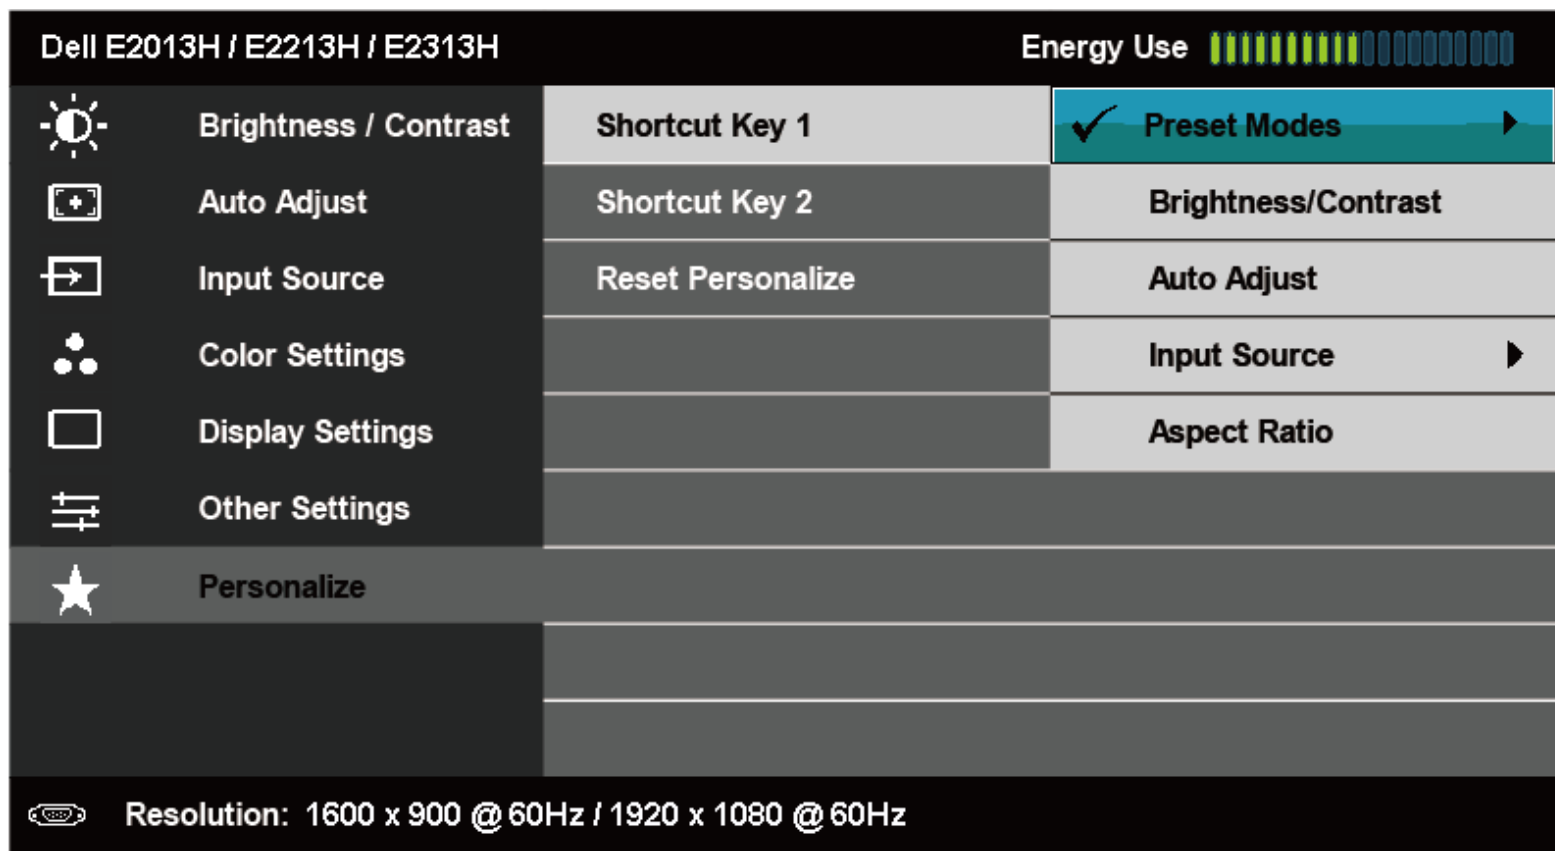 Dell E2013H / E2213H / E2313H
Energy Use
Brightness / Contrast
Auto Adjust
Input Source
Color Settings
Display Settings
Other Settings
Personalize
Shortcut Key 1
Shortcut Key 2
Reset Personalize
Preset Modes
Brightness/Contrast
Auto Adjust
Input Source
Aspect Ratio
Resolution: 1600 x 900 @ 60Hz / 1920 x 1080 @ 60Hz